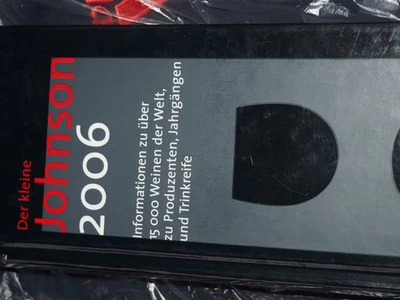 Der kleine
Johnson
2006
Informationen zu über
15 000 Weinen der Welt,
zu Produzenten, Jahrgängen
und Trinkreife